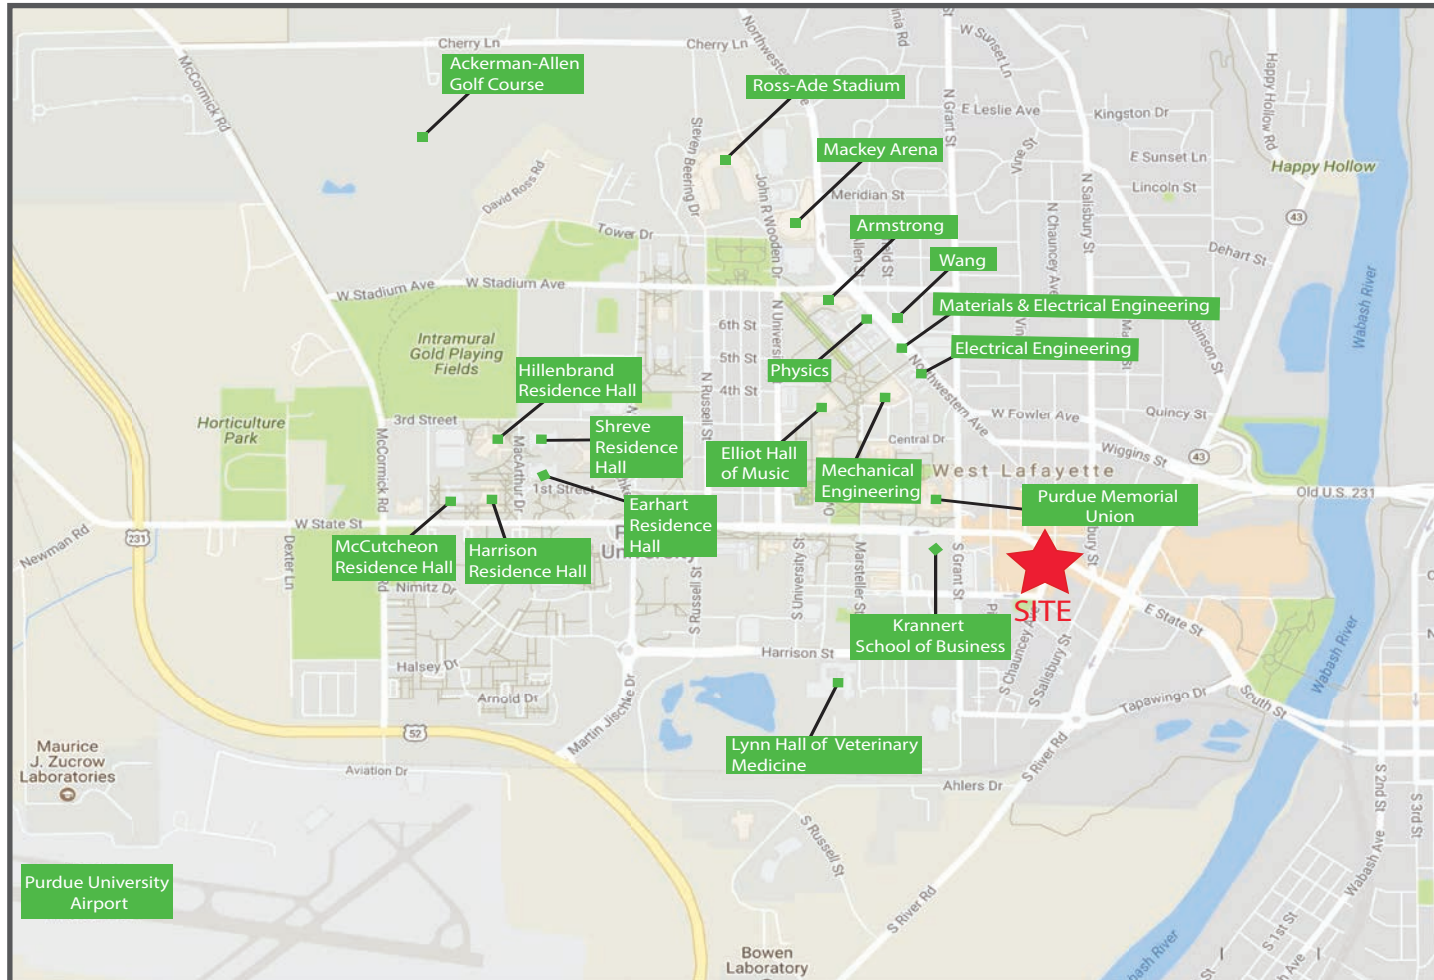 Cherry Ln
Cherry Ln
Northwestern Ave
W Sunset Ln
McCormick Rd
Ackerman-Allen
Golf Course
Ross-Ade Stadium
N Grant St
E Leslie Ave
Kingston Dr
Happy Hollow Rd
Steven Beering Dr
Mackey Arena
Vine St
E Sunset Ln
Happy Hollow
David Ross Rd
John R Wooden Dr
Meridian St
N Salisbury St
Lincoln St
43
Tower Dr
Armstrong
N Chauncey Ave
Dehart St
Wang
W Stadium Ave
W Stadium Ave
Materials & Electrical Engineering
Wabash River
6th St
Robinson St
Intramural
Gold Playing
Fields
5th St
Electrical Engineering
Hillenbrand
Residence Hall
Physics
4th St
N Russell St
Northwestern Ave
W Fowler Ave
Quincy St
Horticulture
Park
3rd Street
Shreve
Residence
Hall
Elliot Hall
of Music
Central Dr
Wiggins St
43
MacArthur Dr
Mechanical
Engineering
West Lafayette
McCormick Rd
1st Street
Earhart
Residence
Hall
Purdue Memorial
Union
Old U.S. 231
W State St
231
Newman Rd
McCutcheon
Residence Hall
Harrison
Residence Hall
University
Dexter Ln
S University St
Marsteller St
S Grant St
SITE
Nimitz Dr
S Russell St
Krannert
School of Business
E State St
Harrison St
S Chauncey Ave
S Salisbury St
Wabash River
Halsey Dr
Arnold Dr
Martin Jischke Dr
Tapawingo Dr
South St
52
Lynn Hall of Veterinary
Medicine
Maurice
J. Zucrow
Laboratories
Aviation Dr
S River Rd
Ahlers Dr
S 2nd St
S 3rd St
S Russell St
Wabash Ave
Purdue University
Airport
S River Rd
S 1st St
Bowen
Laboratory